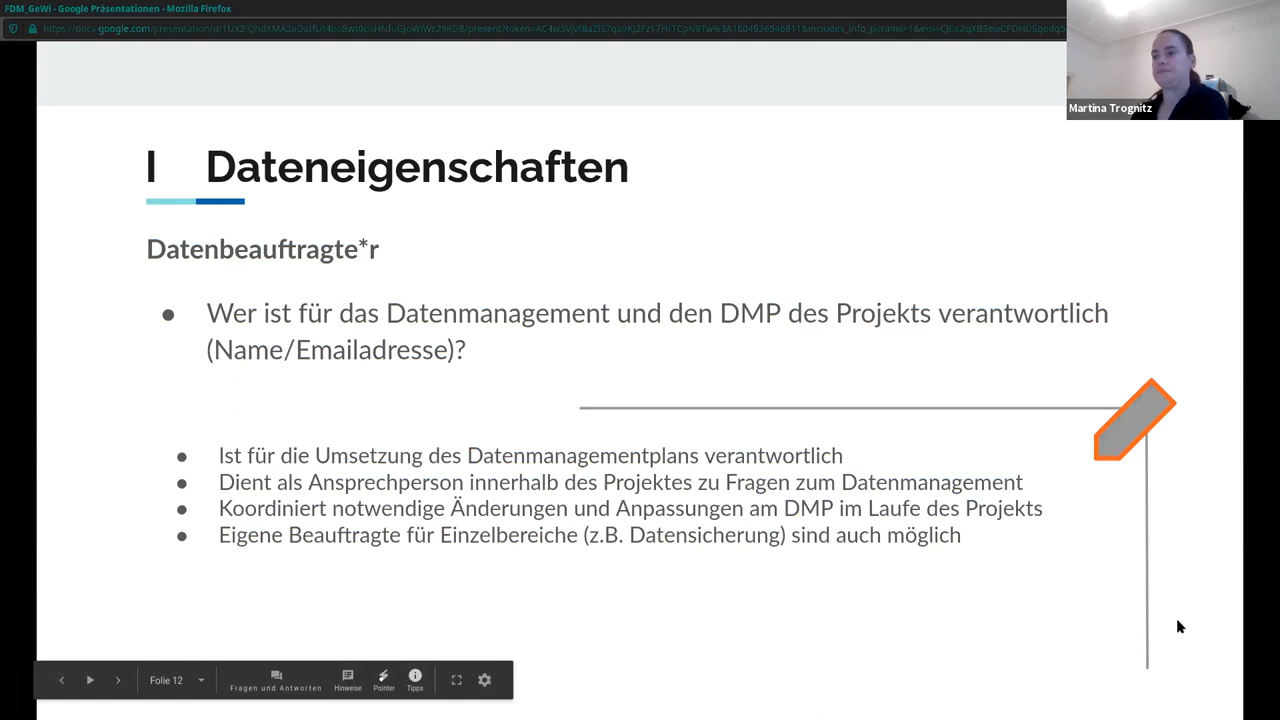 FDM_GeWi - Google Präsentationen - Mozilla Firefox
Martina Trognitz
I Dateneigenschaften
Datenbeauftragte*r
● Wer ist für das Datenmanagement und den DMP des Projekts verantwortlich
(Name/Emailadresse)?
● Ist für die Umsetzung des Datenmanagementplans verantwortlich
● Dient als Ansprechperson innerhalb des Projektes zu Fragen zum Datenmanagement
● Koordiniert notwendige Änderungen und Anpassungen am DMP im Laufe des Projekts
● Eigene Beauftragte für Einzelbereiche (z.B. Datensicherung) sind auch möglich
Folie 12
Fragen und Antworten
Hinweise
Pointer
Tipps